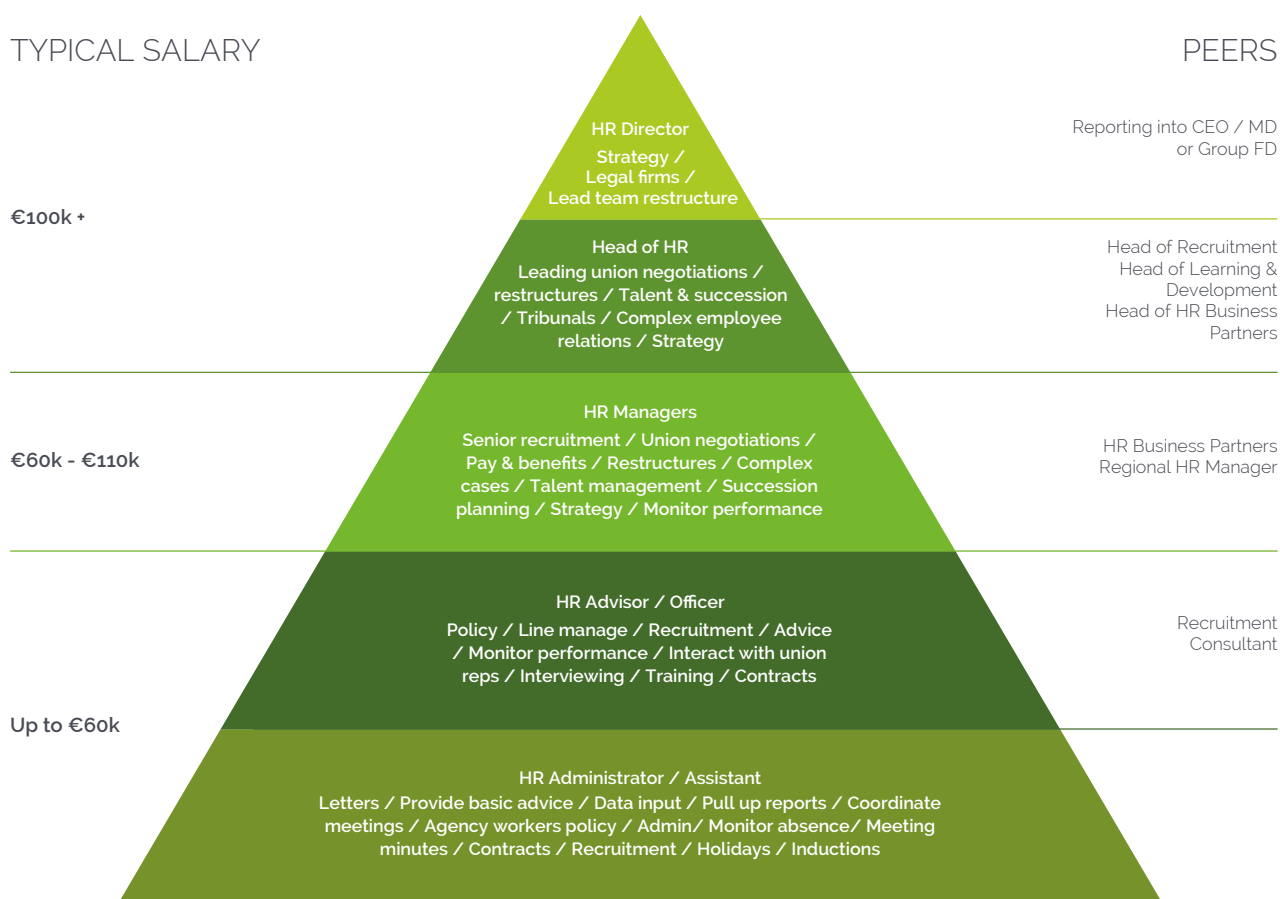 TYPICAL SALARY
PEERS
HR Director
Strategy /
Legal firms /
Lead team restructure
Reporting into CEO / MD
or Group FD
€100k +
Head of HR
Leading union negotiations /
restructures / Talent & succession
/ Tribunals / Complex employee
relations / Strategy
Head of Recruitment
Head of Learning &
Development
Head of HR Business
Partners
€60k - €110k
HR Managers
Senior recruitment / Union negotiations /
Pay & benefits / Restructures / Complex
cases / Talent management / Succession
planning / Strategy / Monitor performance
HR Business Partners
Regional HR Manager
HR Advisor / Officer
Policy / Line manage / Recruitment / Advice
/ Monitor performance / Interact with union
reps / Interviewing / Training / Contracts
Recruitment
Consultant
Up to €60k
HR Administrator / Assistant
Letters / Provide basic advice / Data input / Pull up reports / Coordinate
meetings / Agency workers policy / Admin/ Monitor absence/ Meeting
minutes / Contracts / Recruitment / Holidays / Inductions